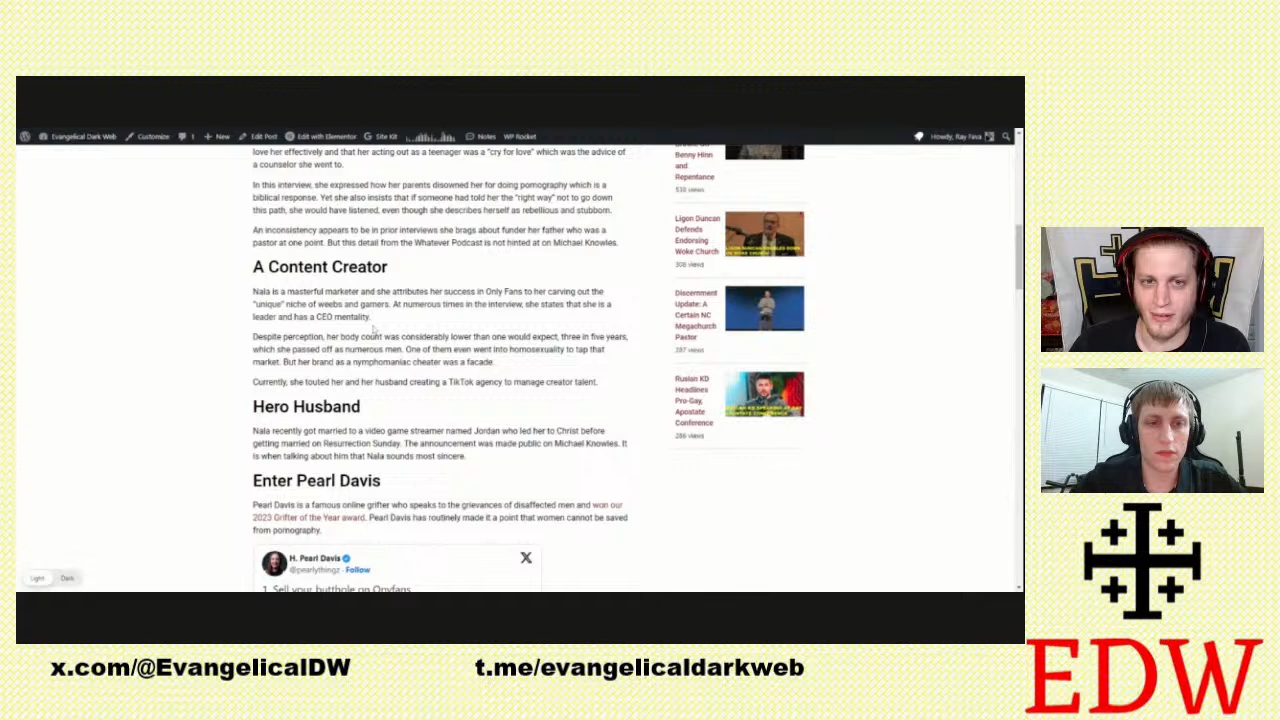 Evangelical Dark Web Customize 1 New Edit Post Edit with Elementor Site Kit Notes WP Rocket Howdy, Ray Fava
love her effectively and that her acting out as a teenager was a "cry for love" which was the advice of
a counselor she went to.
In this interview, she expressed how her parents disowned her for doing pornography which is a
biblical response. Yet she also insists that if someone had told her the "right way" not to go down
this path, she would have listened, even though she describes herself as rebellious and stubborn.
An inconsistency appears to be in prior interviews she brags about funder her father who was a
pastor at one point. But this detail from the Whatever Podcast is not hinted at on Michael Knowles.
A Content Creator
Nala is a masterful marketer and she attributes her success in Only Fans to her carving out the
"unique" niche of weebs and gamers. At numerous times in the interview, she states that she is a
leader and has a CEO mentality.
Despite perception, her body count was considerably lower than one would expect, three in five years,
which she passed off as numerous men. One of them even went into homosexuality to tap that
market. But her brand as a nymphomaniac cheater was a facade.
Currently, she touted her and her husband creating a TikTok agency to manage creator talent.
Hero Husband
Nala recently got married to a video game streamer named Jordan who led her to Christ before
getting married on Resurrection Sunday. The announcement was made public on Michael Knowles. It
is when talking about him that Nala sounds most sincere.
Enter Pearl Davis
Pearl Davis is a famous online grifter who speaks to the grievances of disaffected men and won our
2023 Grifter of the Year award. Pearl Davis has routinely made it a point that women cannot be saved
from pornography.
H. Pearl Davis
@pearlythingz · Follow
1. Sell your butthole on Onlyfans
Light Dark
Benny Hinn
and
Repentance
538 views
Ligon Duncan
Defends
Endorsing
Woke Church
308 views
Discernment
Update: A
Certain NC
Megachurch
Pastor
287 views
Ruslan KD
Headlines
Pro-Gay,
Apostate
Conference
286 views
x.com/@EvangelicalDW
t.me/evangelicaldarkweb
EDW